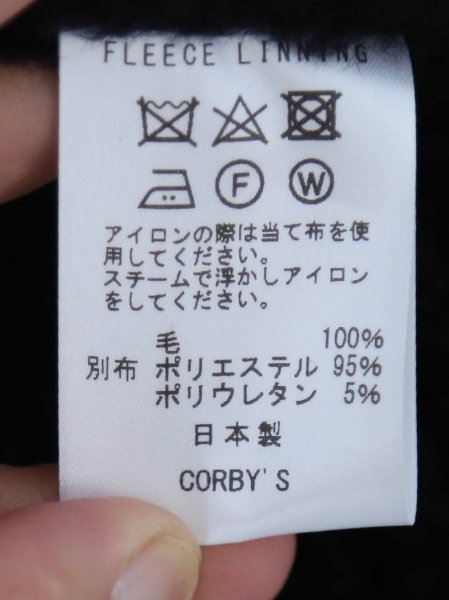 FLEECE LINNING
F W
アイロンの際は当て布を使
用してください。
スチームで浮かしアイロン
をしてください。
毛 100%
別布 ポリエステル 95%
ポリウレタン 5%
日本製
CORBY'S